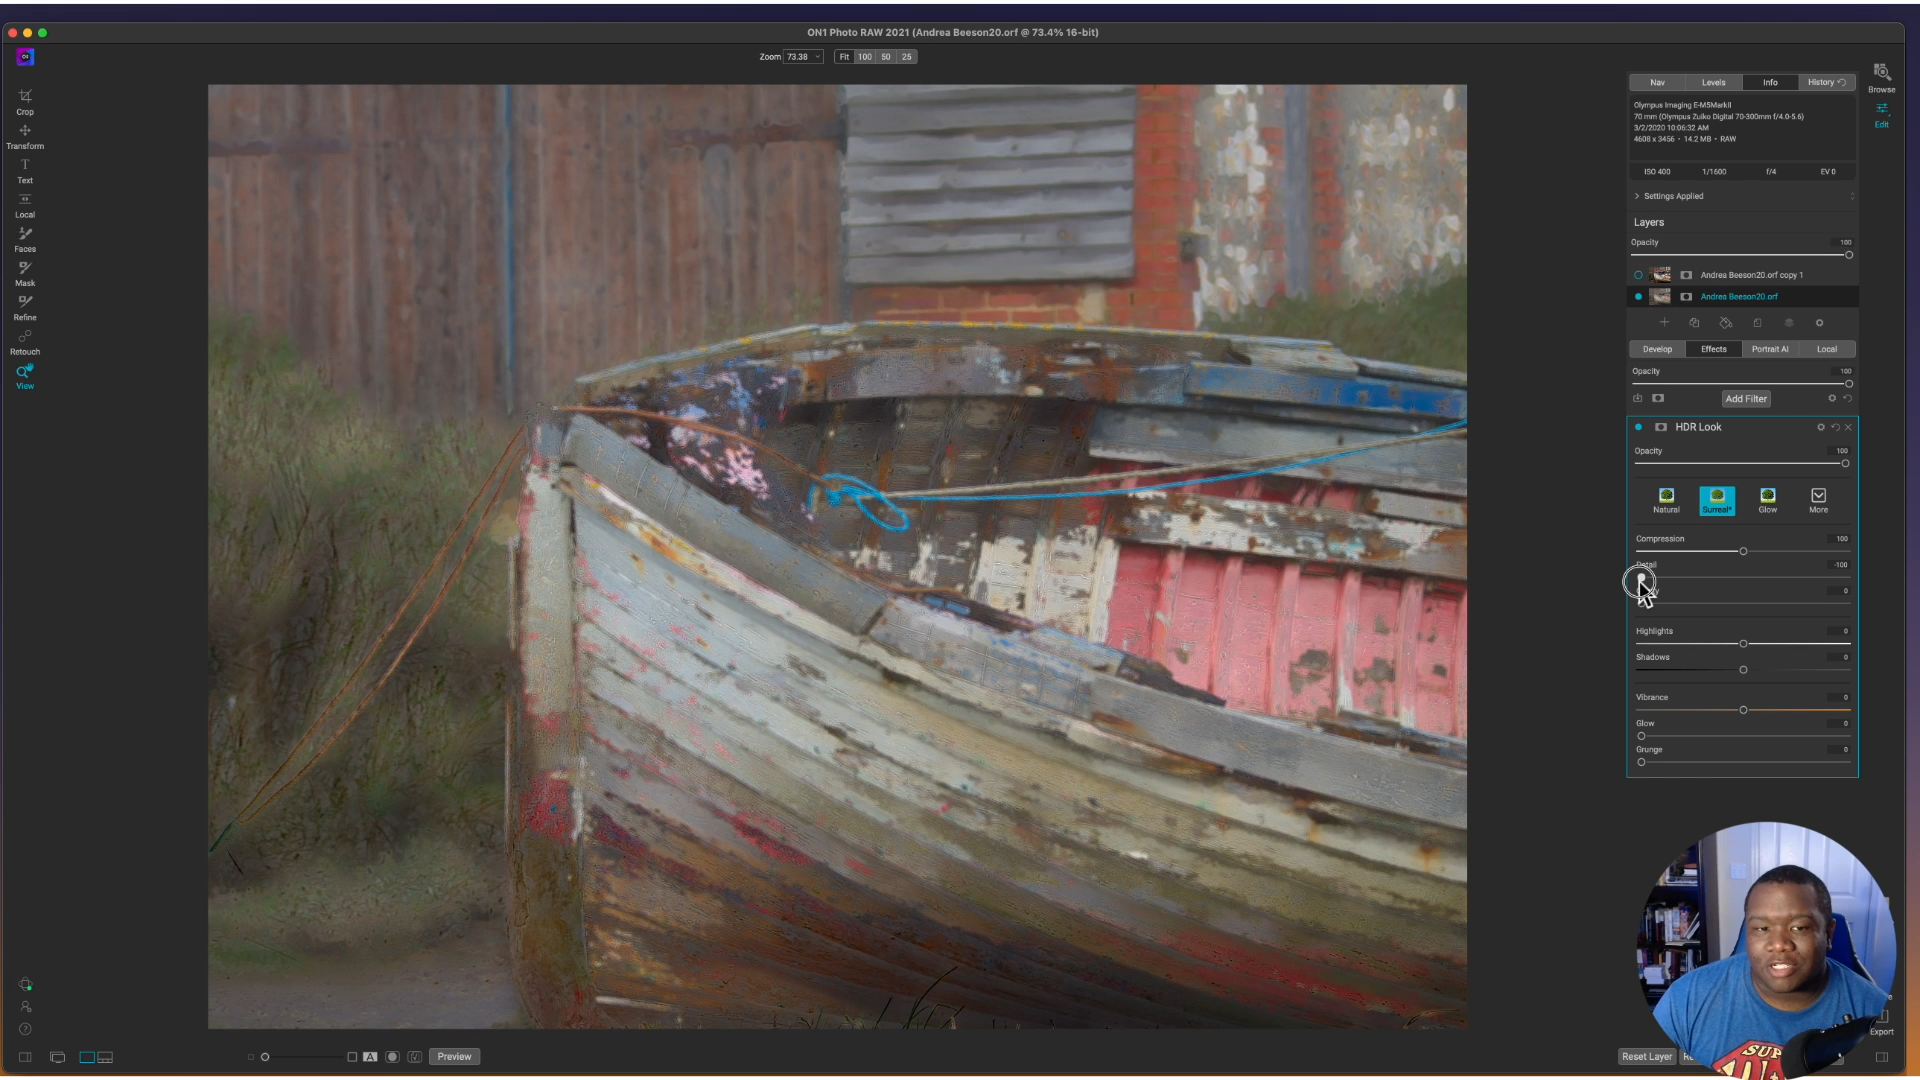 ON1 Photo RAW 2021 (Andrea Beeson20.orf @ 73.4% 16-bit)
Zoom 73.38 Fit 100 50 25
Crop
Transform
Text
Local
Faces
Mask
Refine
Retouch
View
Nav Levels Info History
Browse
Edit
Olympus Imaging E-M5MarkII
70 mm (Olympus Zuiko Digital 70-300mm f/4.0-5.6)
3/2/2020 10:06:32 AM
4608 x 3456 • 14.2 MB • RAW
ISO 400 1/1600 f/4 EV 0
Settings Applied
Layers
Opacity 100
Andrea Beeson20.orf copy 1
Andrea Beeson20.orf
Develop Effects Portrait AI Local
Opacity 100
Add Filter
HDR Look
Opacity 100
Natural Surreal* Glow More
Compression 100
Detail -100
0
Highlights 0
Shadows 0
Vibrance 0
Glow 0
Grunge 0
SUP
Export
A Preview
Reset Layer